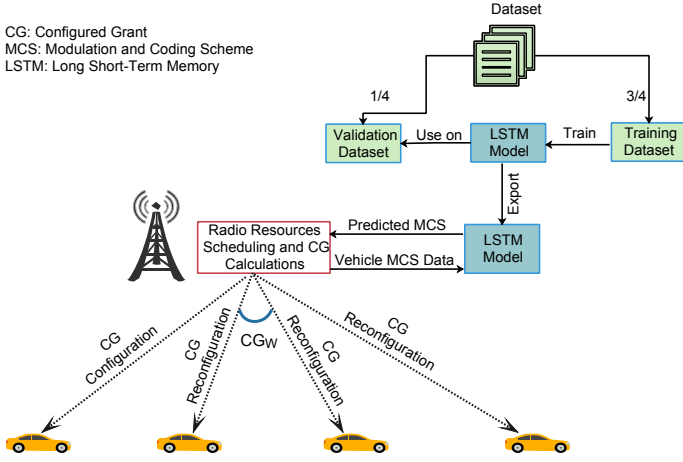 CG: Configured Grant
MCS: Modulation and Coding Scheme
LSTM: Long Short-Term Memory
Dataset
1/4
3/4
Validation
Dataset
Use on
LSTM
Model
Train
Training
Dataset
Export
Radio Resources
Scheduling and CG
Calculations
Predicted MCS
Vehicle MCS Data
LSTM
Model
CG
Configuration
CG
Reconfiguration
CGW
CG
Reconfiguration
CG
Reconfiguration